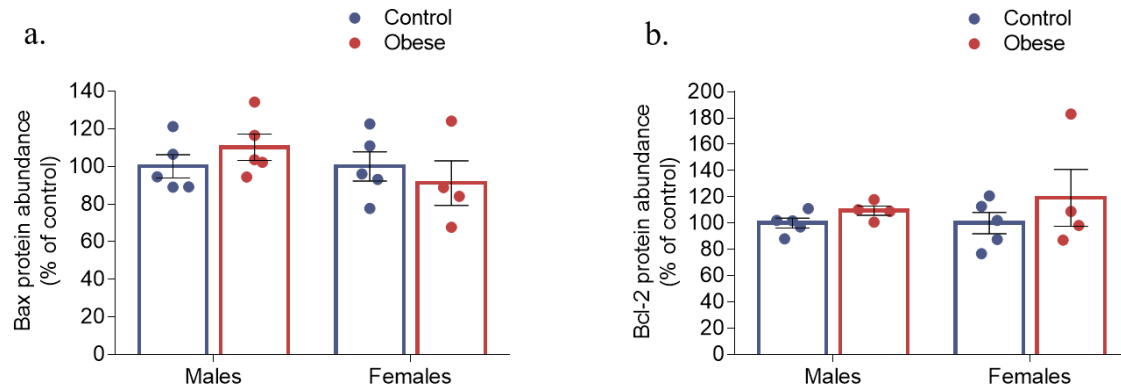 a.
Control
Obese
Bax protein abundance
(% of control)
140
120
100
80
60
40
20
0
Males
Females
b.
Control
Obese
Bcl-2 protein abundance
(% of control)
200
180
160
140
120
100
80
60
40
20
0
Males
Females